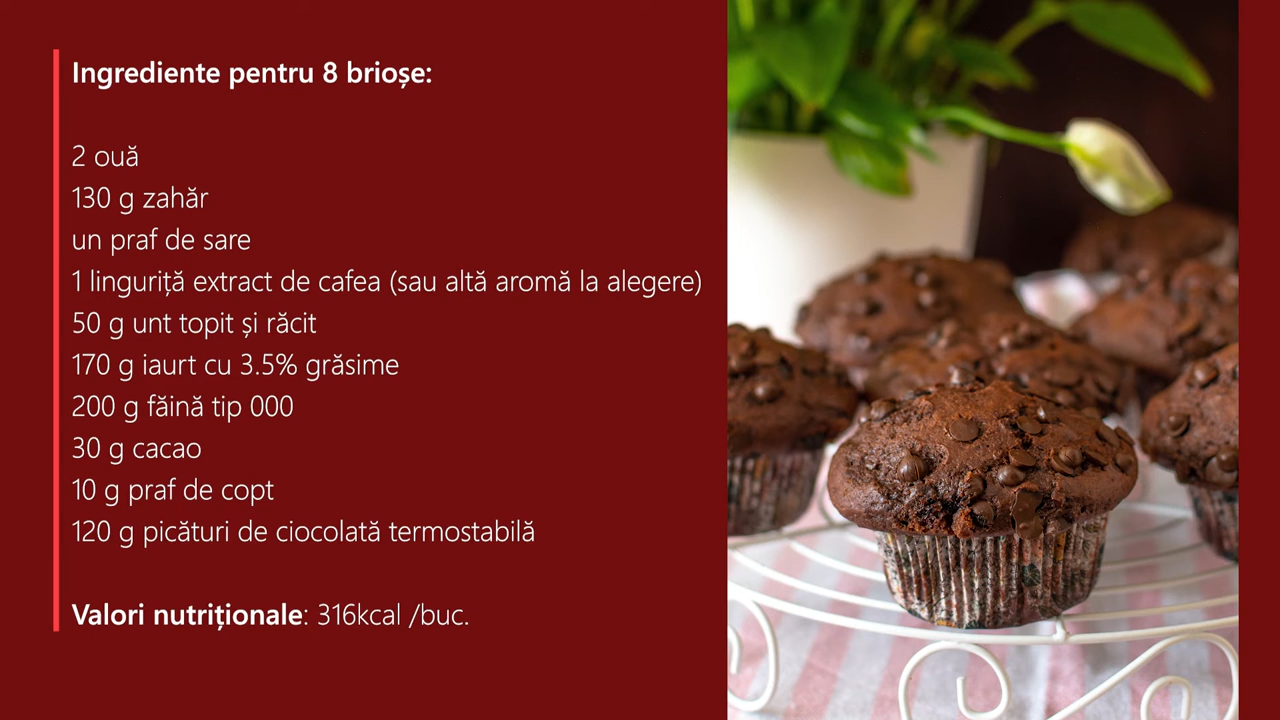 Ingrediente pentru 8 brioșe:
2 ouă
130 g zahăr
un praf de sare
1 linguriță extract de cafea (sau altă aromă la alegere)
50 g unt topit și răcit
170 g iaurt cu 3.5% grăsime
200 g făină tip 000
30 g cacao
10 g praf de copt
120 g picături de ciocolată termostabilă
Valori nutriționale: 316kcal /buc.